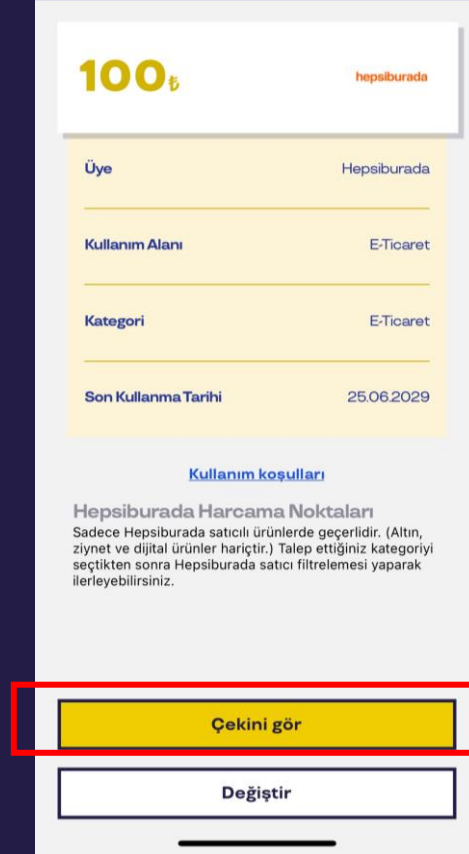 100₺
hepsiburada
Üye Hepsiburada
Kullanım Alanı E-Ticaret
Kategori E-Ticaret
Son Kullanma Tarihi 25.06.2029
Kullanım koşulları
Hepsiburada Harcama Noktaları
Sadece Hepsiburada satıcılı ürünlerde geçerlidir. (Altın,
ziynet ve dijital ürünler hariçtir.) Talep ettiğiniz kategoriyi
seçtikten sonra Hepsiburada satıcı filtrelemesi yaparak
ilerleyebilirsiniz.
Çekini gör
Değiştir